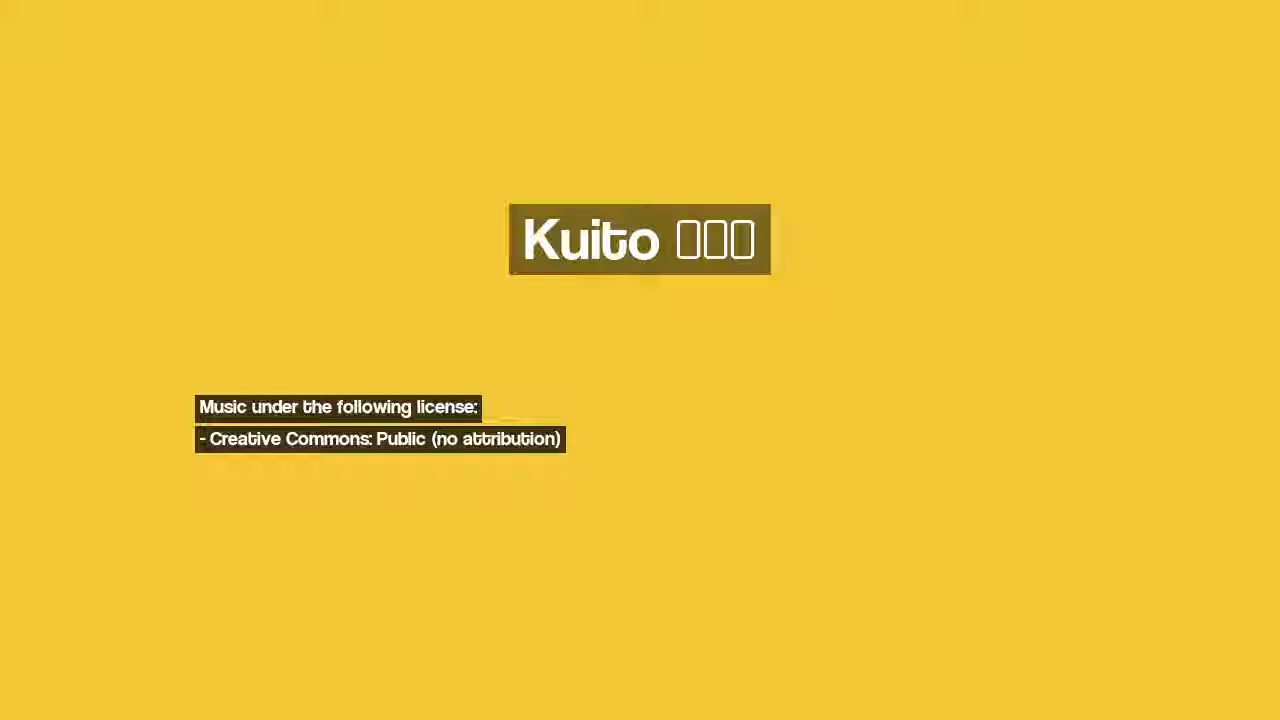 Kuito
Music under the following license:
- Creative Commons: Public (no attribution)